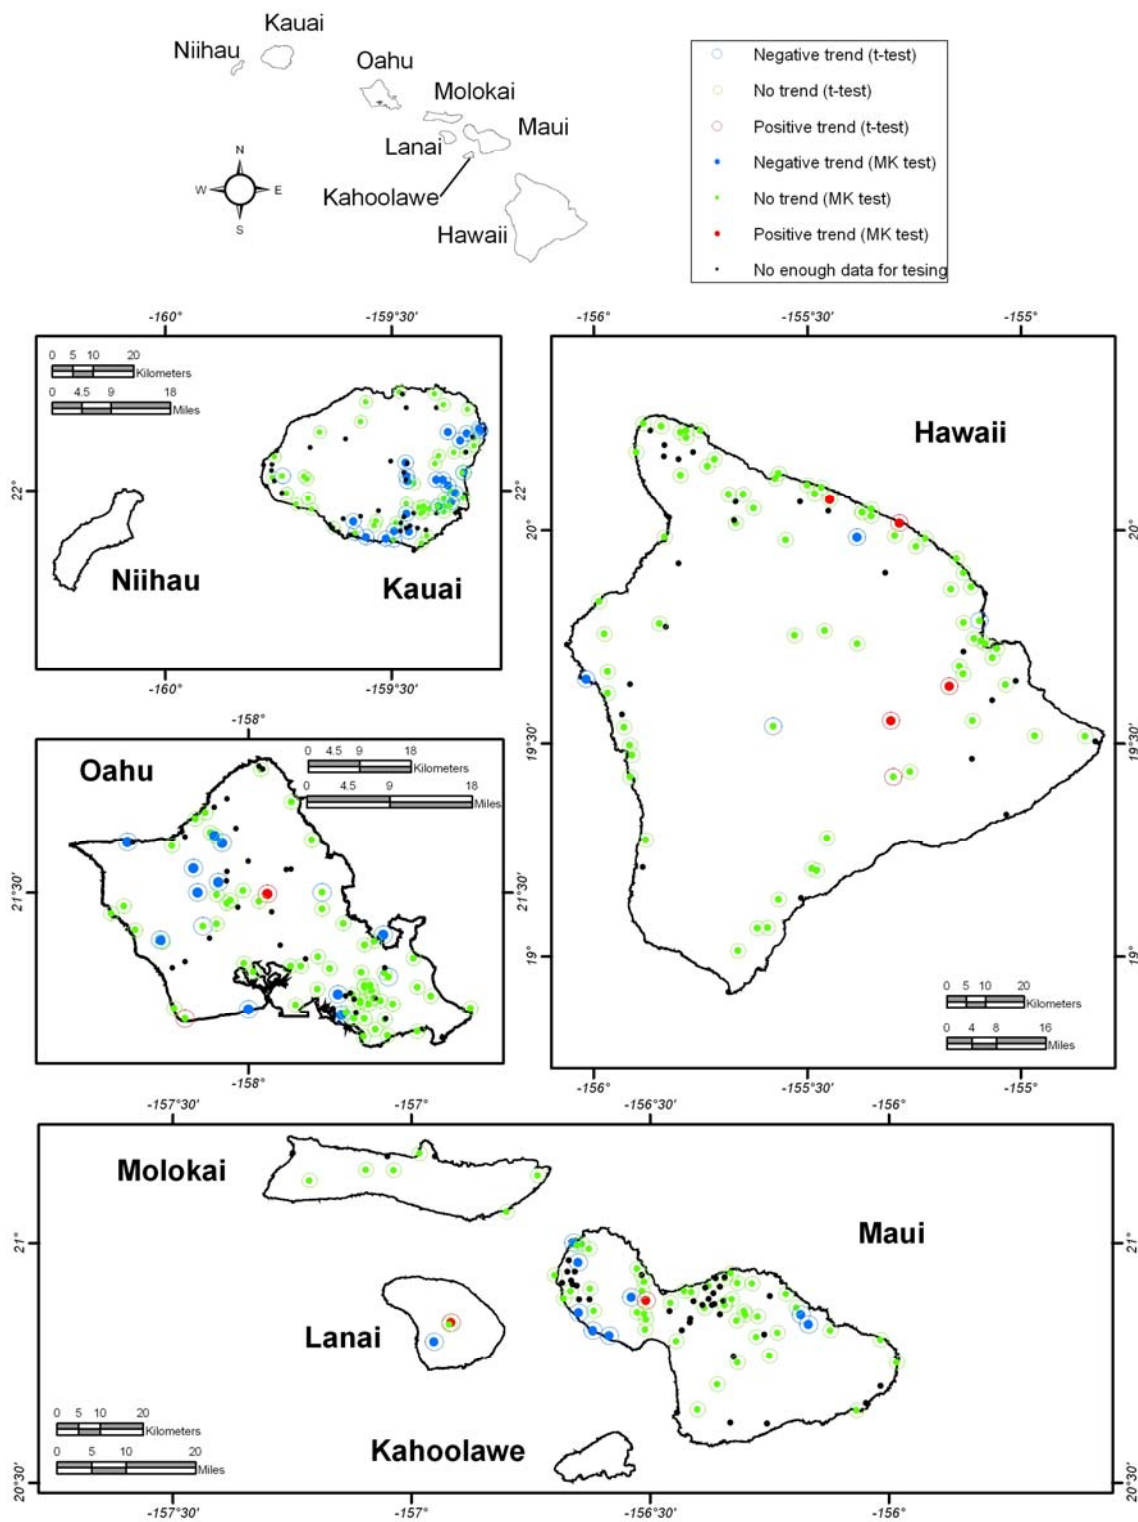 Kauai
Niihau
Oahu
Molokai
Maui
Lanai
Kahoolawe
Hawaii
N
W E
S
Negative trend (t-test)
No trend (t-test)
Positive trend (t-test)
Negative trend (MK test)
No trend (MK test)
Positive trend (MK test)
No enough data for tesing
-160° -159°30'
0 5 10 20
Kilometers
0 4.5 9 18
Miles
22° 22°
Niihau
Kauai
-160° -159°30'
-156° -155°30' -155°
Hawaii
20° 20°
19°30' 19°30'
19° 19°
0 5 10 20
Kilometers
0 4 8 16
Miles
-156° -155°30' -155°
-158°
Oahu
0 4.5 9 18
Kilometers
0 4.5 9 18
Miles
21°30' 21°30'
-158°
-157°30' -157° -156°30' -156°
Molokai
21° 21°
Maui
Lanai
0 5 10 20
Kilometers
0 5 10 20
Miles
Kahoolawe
20°30' 20°30'
-157°30' -157° -156°30' -156°